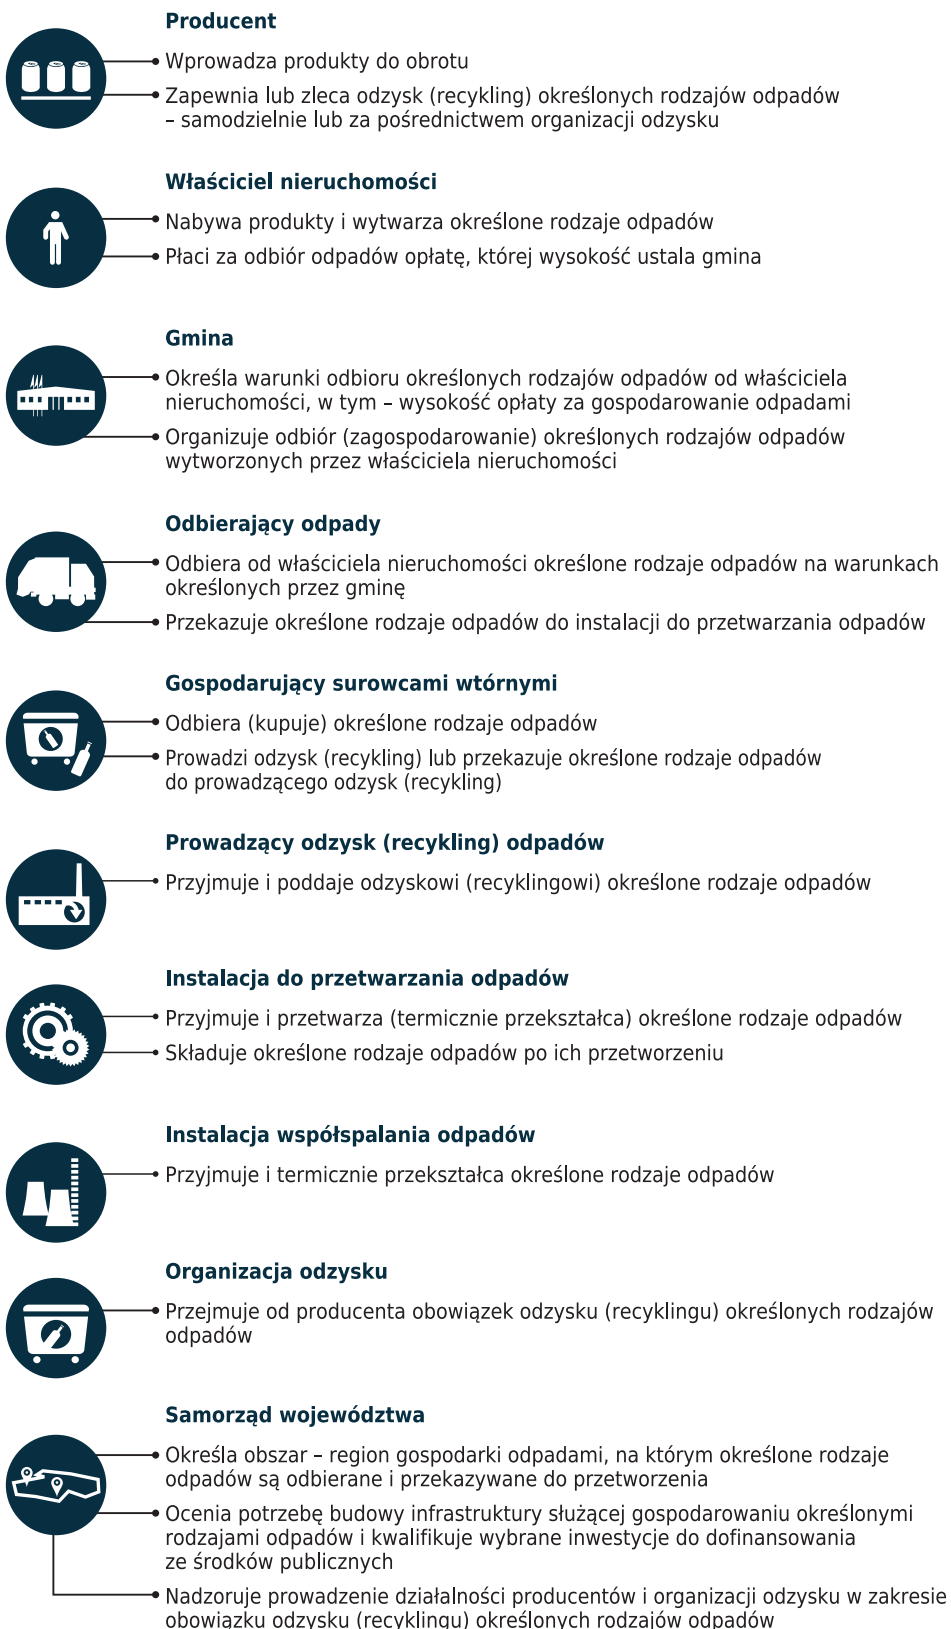 Producent
Wprowadza produkty do obrotu
Zapewnia lub zleca odzysk (recykling) określonych rodzajów odpadów
– samodzielnie lub za pośrednictwem organizacji odzysku
Właściciel nieruchomości
Nabywa produkty i wytwarza określone rodzaje odpadów
Płaci za odbiór odpadów opłatę, której wysokość ustala gmina
Gmina
Określa warunki odbioru określonych rodzajów odpadów od właściciela
nieruchomości, w tym – wysokość opłaty za gospodarowanie odpadami
Organizuje odbiór (zagospodarowanie) określonych rodzajów odpadów
wytworzonych przez właściciela nieruchomości
Odbierający odpady
Odbiera od właściciela nieruchomości określone rodzaje odpadów na warunkach
określonych przez gminę
Przekazuje określone rodzaje odpadów do instalacji do przetwarzania odpadów
Gospodarujący surowcami wtórnymi
Odbiera (kupuje) określone rodzaje odpadów
Prowadzi odzysk (recykling) lub przekazuje określone rodzaje odpadów
do prowadzącego odzysk (recykling)
Prowadzący odzysk (recykling) odpadów
Przyjmuje i poddaje odzyskowi (recyklingowi) określone rodzaje odpadów
Instalacja do przetwarzania odpadów
Przyjmuje i przetwarza (termicznie przekształca) określone rodzaje odpadów
Składuje określone rodzaje odpadów po ich przetworzeniu
Instalacja współspalania odpadów
Przyjmuje i termicznie przekształca określone rodzaje odpadów
Organizacja odzysku
Przejmuje od producenta obowiązek odzysku (recyklingu) określonych rodzajów
odpadów
Samorząd województwa
Określa obszar – region gospodarki odpadami, na którym określone rodzaje
odpadów są odbierane i przekazywane do przetworzenia
Ocenia potrzebę budowy infrastruktury służącej gospodarowaniu określonymi
rodzajami odpadów i kwalifikuje wybrane inwestycje do dofinansowania
ze środków publicznych
Nadzoruje prowadzenie działalności producentów i organizacji odzysku w zakresie
obowiązku odzysku (recyklingu) określonych rodzajów odpadów